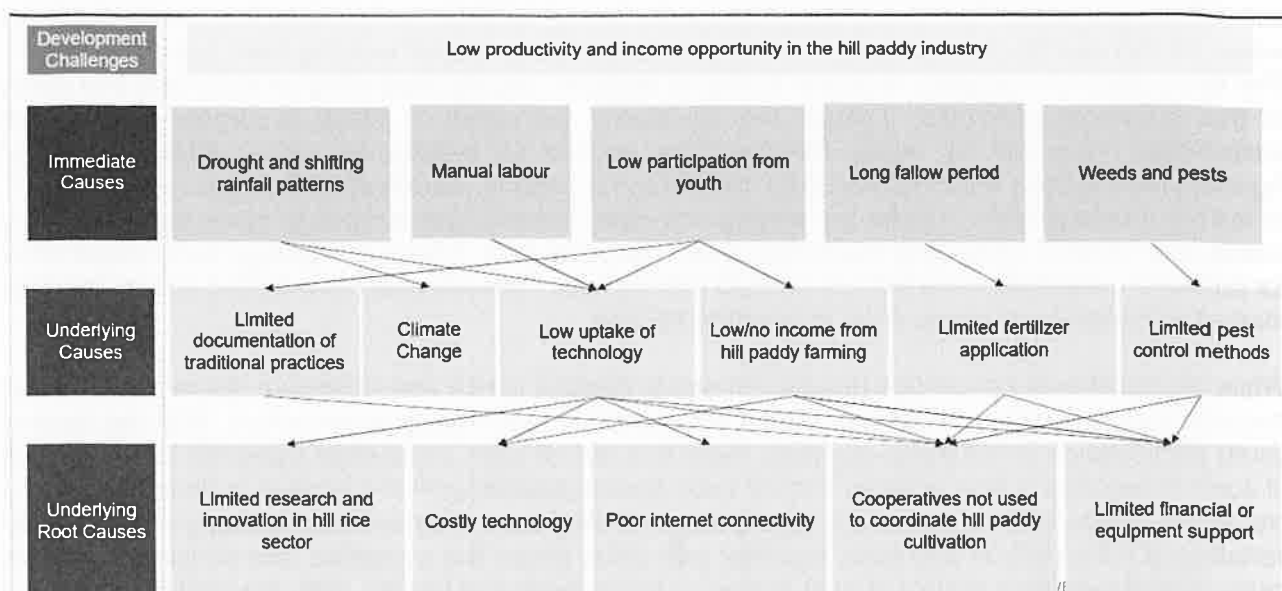 Development
Challenges
Low productivity and income opportunity in the hill paddy industry
Immediate
Causes
Drought and shifting
rainfall patterns
Manual labour
Low participation from
youth
Long fallow period
Weeds and pests
Underlying
Causes
Limited
documentation of
traditional practices
Climate
Change
Low uptake of
technology
Low/no income from
hill paddy farming
Limited fertilizer
application
Limited pest
control methods
Underlying
Root Causes
Limited research and
innovation in hill rice
sector
Costly technology
Poor internet connectivity
Cooperatives not used
to coordinate hill paddy
cultivation
Limited financial or
equipment support